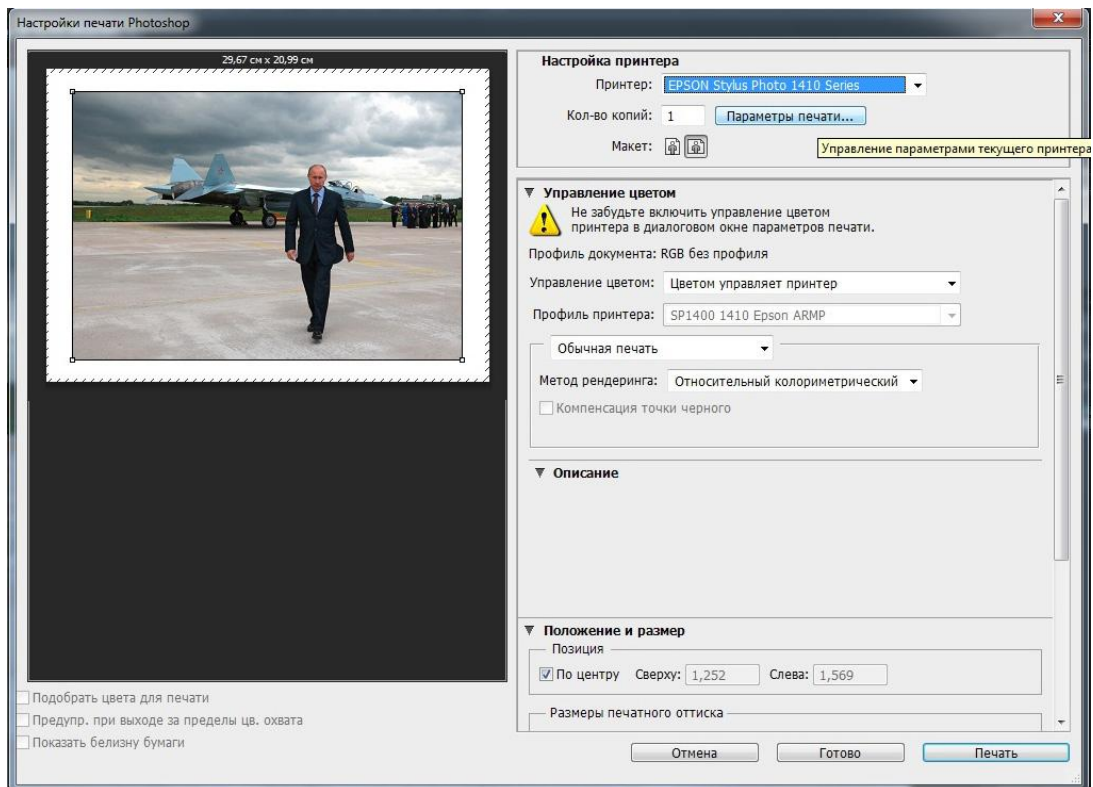 Настройки печати Photoshop
29,67 см x 20,99 см
Настройка принтера
Принтер: EPSON Stylus Photo 1410 Series
Кол-во копий: 1 Параметры печати...
Макет:
Управление параметрами текущего принтера
Управление цветом
Не забудьте включить управление цветом
принтера в диалоговом окне параметров печати.
Профиль документа: RGB без профиля
Управление цветом: Цветом управляет принтер
Профиль принтера: SP1400 1410 Epson ARMP
Обычная печать
Метод рендеринга: Относительный колориметрический
Компенсация точки черного
Описание
Положение и размер
Позиция
По центру Сверху: 1,252 Слева: 1,569
Размеры печатного оттиска
Подобрать цвета для печати
Предупр. при выходе за пределы цв. охвата
Показать белизну бумаги
Отмена Готово Печать